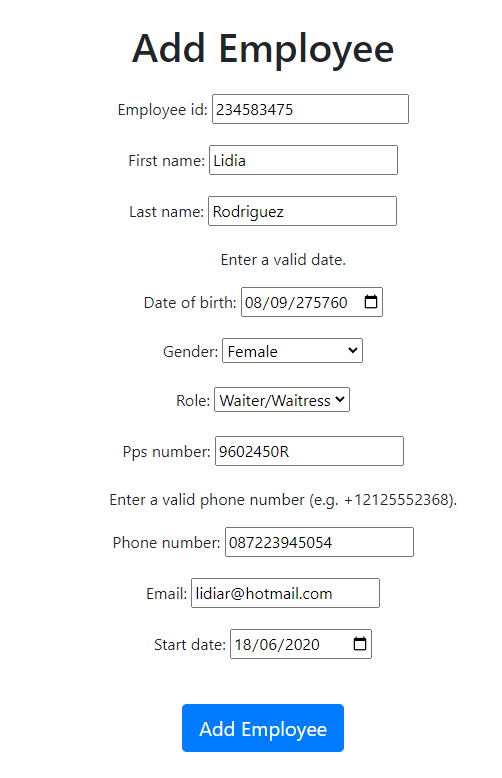 Add Employee
Employee id: 234583475
First name: Lidia
Last name: Rodriguez
Enter a valid date.
Date of birth: 08/09/275760
Gender: Female
Role: Waiter/Waitress
Pps number: 9602450R
Enter a valid phone number (e.g. +12125552368).
Phone number: 087223945054
Email: lidiar@hotmail.com
Start date: 18/06/2020
Add Employee